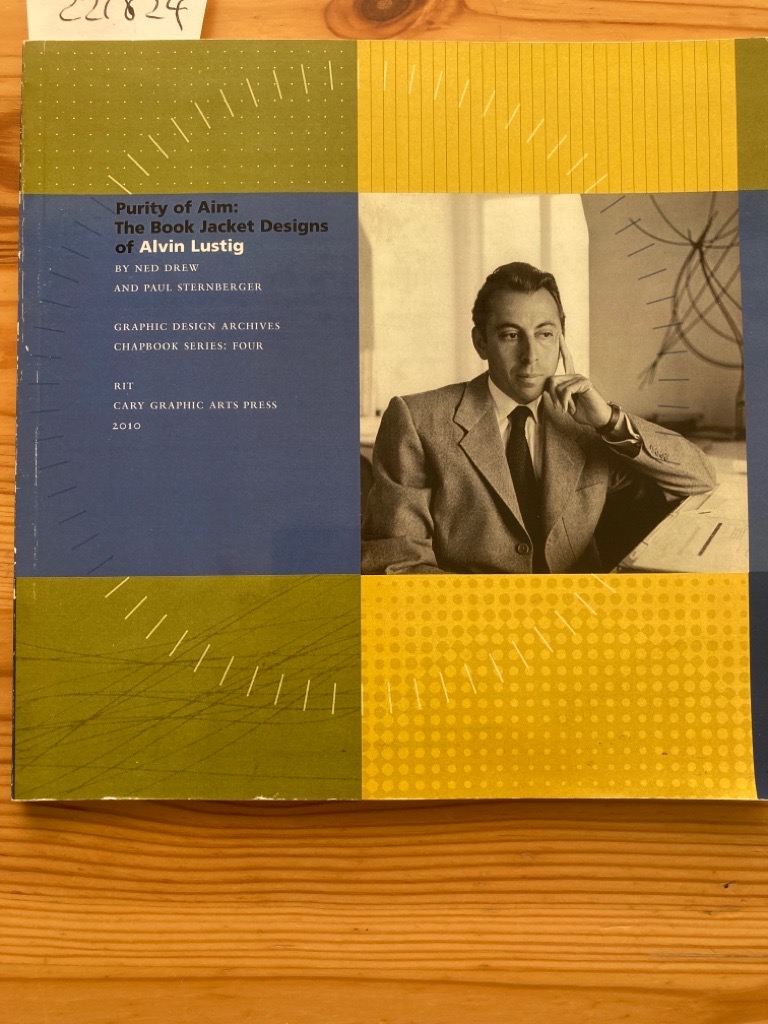 221824
Purity of Aim:
The Book Jacket Designs
of Alvin Lustig
BY NED DREW
AND PAUL STERNBERGER
GRAPHIC DESIGN ARCHIVES
CHAPBOOK SERIES: FOUR
RIT
CARY GRAPHIC ARTS PRESS
2010